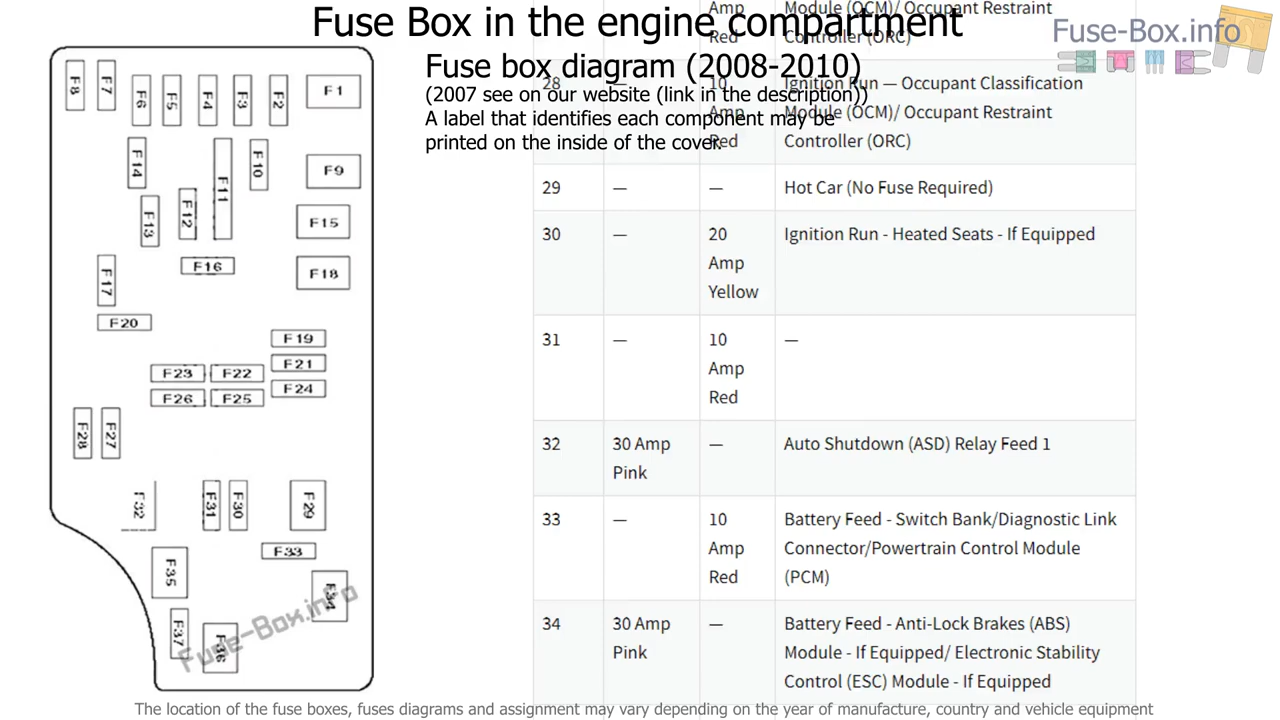 Fuse Box in the engine compartment
Fuse-Box.info
Fuse box diagram (2008-2010)
(2007 see on our website (link in the description))
A label that identifies each component may be
printed on the inside of the cover.
F8
F7
F6
F5
F4
F3
F2
F1
F14
F11
F10
F9
F13
F12
F15
F16
F17
F18
F20
F19
F23
F22
F21
F26
F25
F24
F28
F27
F32
F31
F30
F29
F33
F35
F34
F37
F36
Fuse-Box.info
Amp
Red
Module (OCM)/ Occupant Restraint
Controller (ORC)
28
—
10
Amp
Red
Ignition Run — Occupant Classification
Module (OCM)/ Occupant Restraint
Controller (ORC)
29
—
—
Hot Car (No Fuse Required)
30
—
20
Amp
Yellow
Ignition Run - Heated Seats - If Equipped
31
—
10
Amp
Red
—
32
30 Amp
Pink
—
Auto Shutdown (ASD) Relay Feed 1
33
—
10
Amp
Red
Battery Feed - Switch Bank/Diagnostic Link
Connector/Powertrain Control Module
(PCM)
34
30 Amp
Pink
—
Battery Feed - Anti-Lock Brakes (ABS)
Module - If Equipped/ Electronic Stability
Control (ESC) Module - If Equipped
The location of the fuse boxes, fuses diagrams and assignment may vary depending on the year of manufacture, country and vehicle equipment